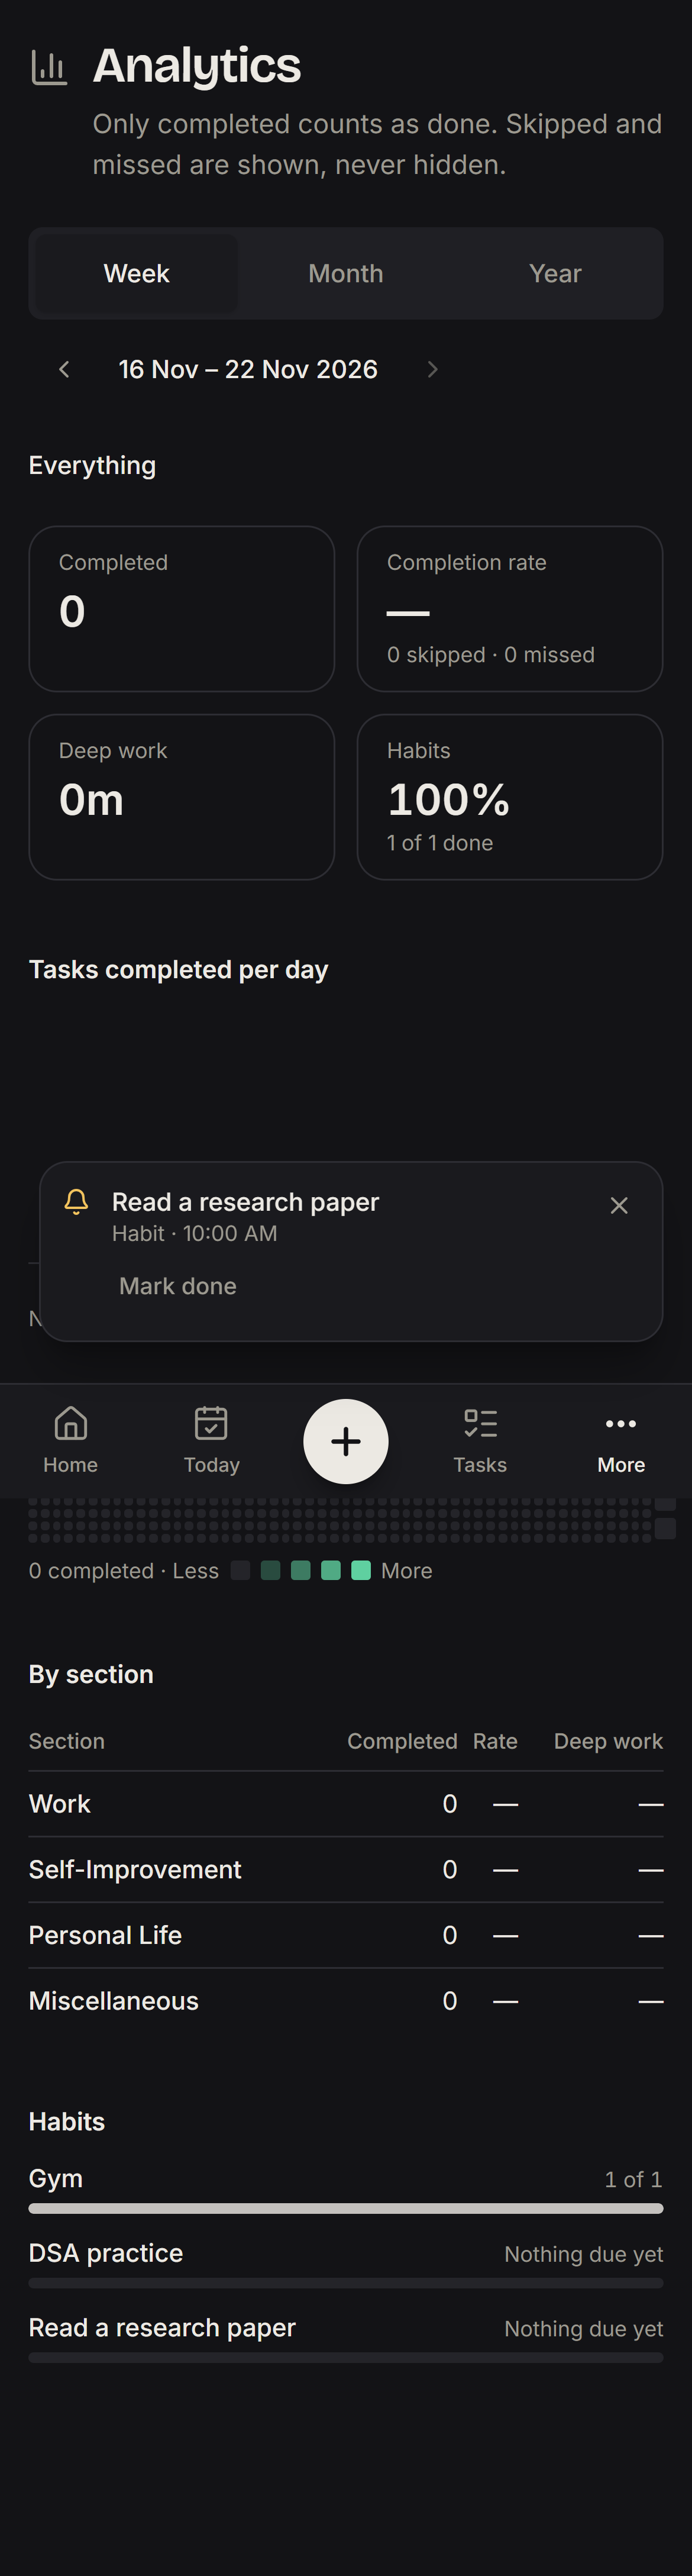 Analytics
Only completed counts as done. Skipped and
missed are shown, never hidden.
Week Month Year
16 Nov – 22 Nov 2026
Everything
Completed
0
Completion rate
—
0 skipped · 0 missed
Deep work
0m
Habits
100%
1 of 1 done
Tasks completed per day
Read a research paper
Habit · 10:00 AM
Mark done
Home Today Tasks More
0 completed · Less More
By section
Section Completed Rate Deep work
Work 0 — —
Self-Improvement 0 — —
Personal Life 0 — —
Miscellaneous 0 — —
Habits
Gym 1 of 1
DSA practice Nothing due yet
Read a research paper Nothing due yet